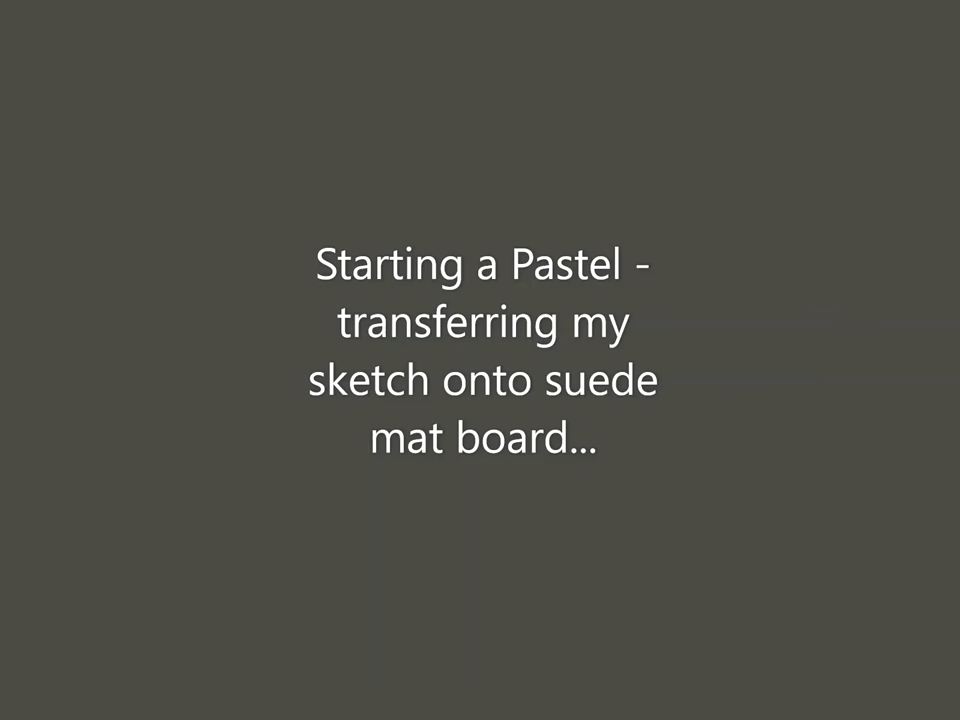 Starting a Pastel -
transferring my
sketch onto suede
mat board...